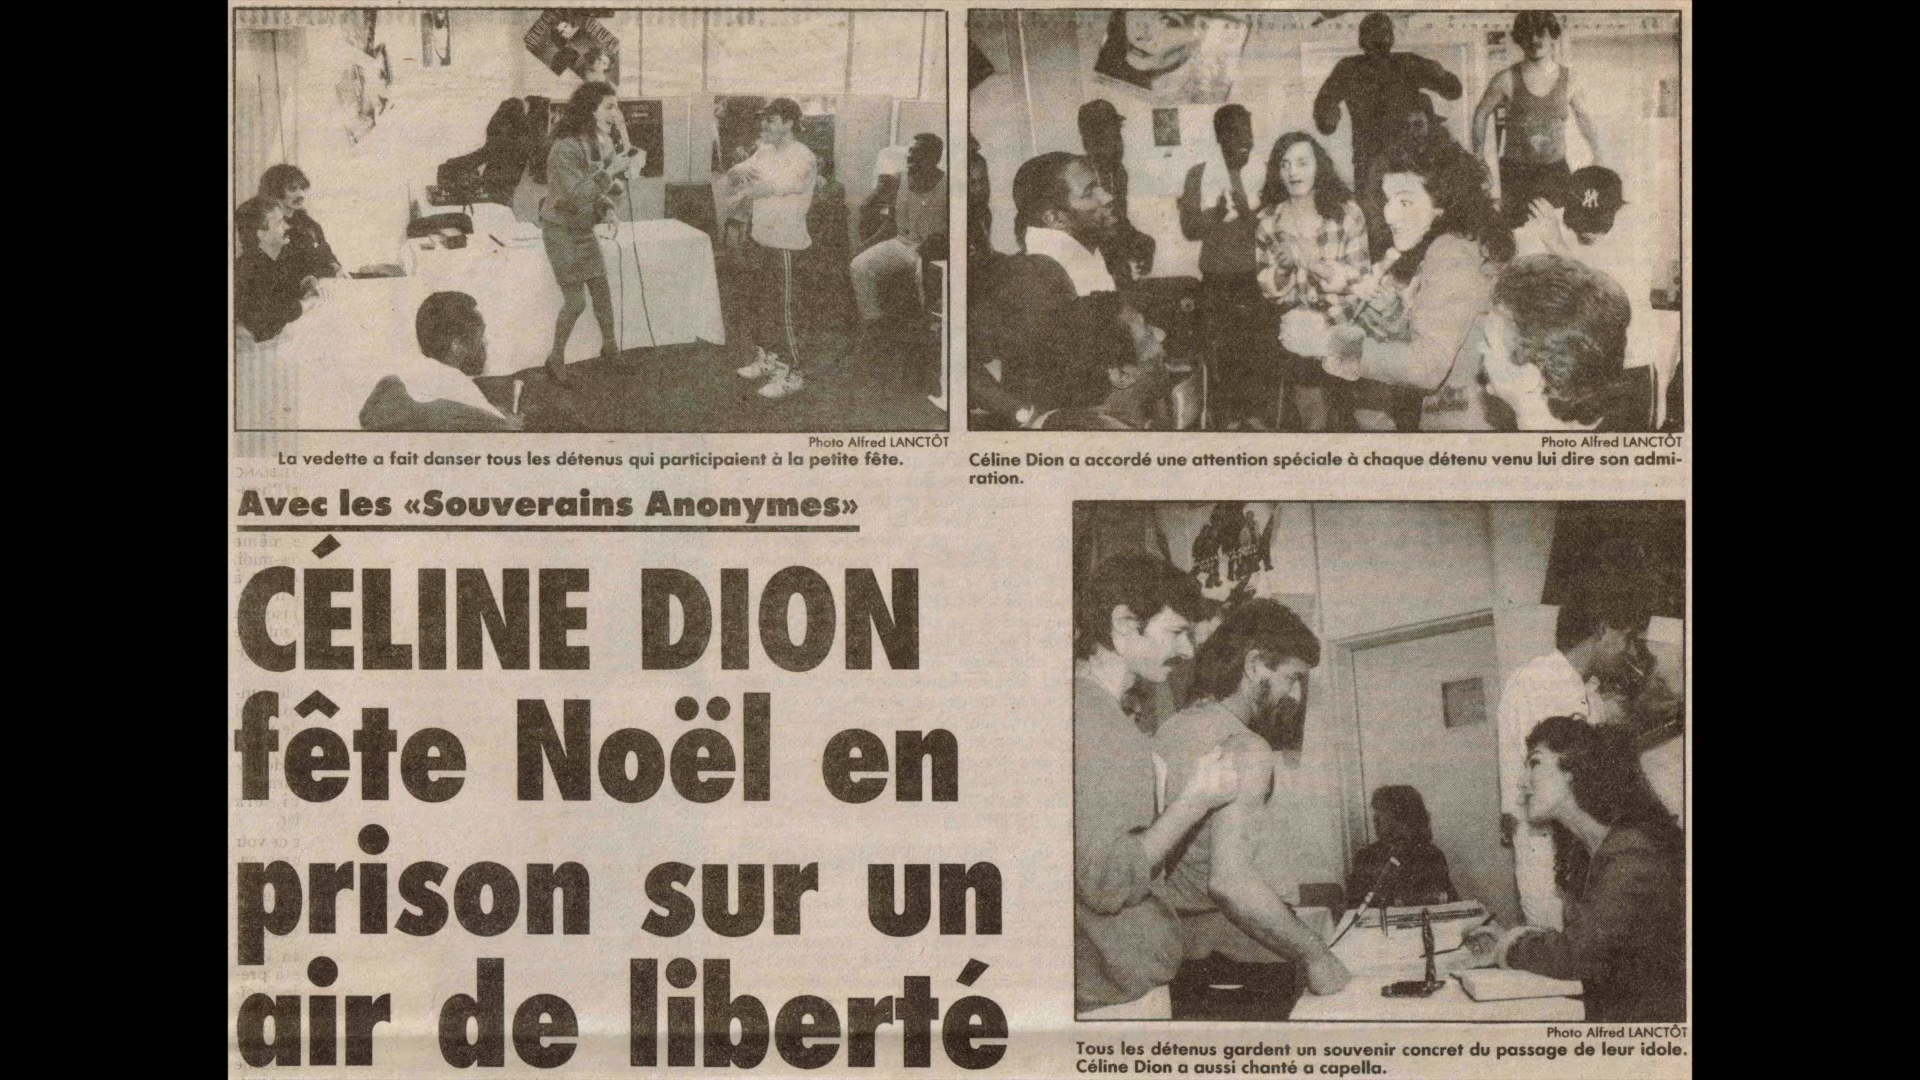 Photo Alfred LANCTÔT
La vedette a fait danser tous les détenus qui participaient à la petite fête.
Photo Alfred LANCTÔT
Céline Dion a accordé une attention spéciale à chaque détenu venu lui dire son admi-
ration.
Avec les «Souverains Anonymes»
CÉLINE DION
fête Noël en
prison sur un
air de liberté
Photo Alfred LANCTÔT
Tous les détenus gardent un souvenir concret du passage de leur idole.
Céline Dion a aussi chanté a capella.